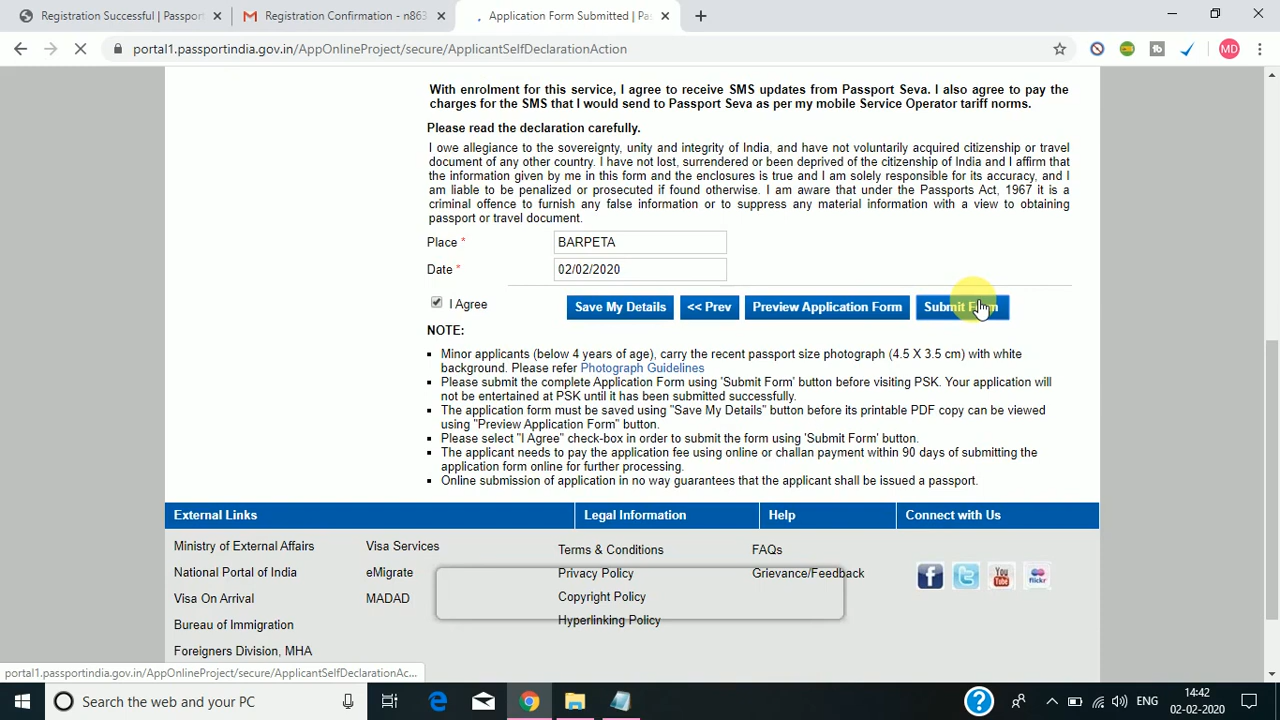 Registration Successful | Passpor
Registration Confirmation - n863
Application Form Submitted | Pa
portal1.passportindia.gov.in/AppOnlineProject/secure/ApplicantSelfDeclarationAction
MD
With enrolment for this service, I agree to receive SMS updates from Passport Seva. I also agree to pay the
charges for the SMS that I would send to Passport Seva as per my mobile Service Operator tariff norms.
Please read the declaration carefully.
I owe allegiance to the sovereignty, unity and integrity of India, and have not voluntarily acquired citizenship or travel
document of any other country. I have not lost, surrendered or been deprived of the citizenship of India and I affirm that
the information given by me in this form and the enclosures is true and I am solely responsible for its accuracy, and I
am liable to be penalized or prosecuted if found otherwise. I am aware that under the Passports Act, 1967 it is a
criminal offence to furnish any false information or to suppress any material information with a view to obtaining
passport or travel document.
Place * BARPETA
Date * 02/02/2020
I Agree Save My Details << Prev Preview Application Form Submit Form
NOTE:
Minor applicants (below 4 years of age), carry the recent passport size photograph (4.5 X 3.5 cm) with white
background. Please refer Photograph Guidelines
Please submit the complete Application Form using 'Submit Form' button before visiting PSK. Your application will
not be entertained at PSK until it has been submitted successfully.
The application form must be saved using "Save My Details" button before its printable PDF copy can be viewed
using "Preview Application Form" button.
Please select "I Agree" check-box in order to submit the form using 'Submit Form' button.
The applicant needs to pay the application fee using online or challan payment within 90 days of submitting the
application form online for further processing.
Online submission of application in no way guarantees that the applicant shall be issued a passport.
External Links Legal Information Help Connect with Us
Ministry of External Affairs Visa Services Terms & Conditions FAQs
National Portal of India eMigrate Privacy Policy Grievance/Feedback
Visa On Arrival MADAD Copyright Policy
Bureau of Immigration Hyperlinking Policy
Foreigners Division, MHA
f You Tube flickr
portal1.passportindia.gov.in/AppOnlineProject/secure/ApplicantSelfDeclarationAc...
Search the web and your PC
ENG 14:42
02-02-2020